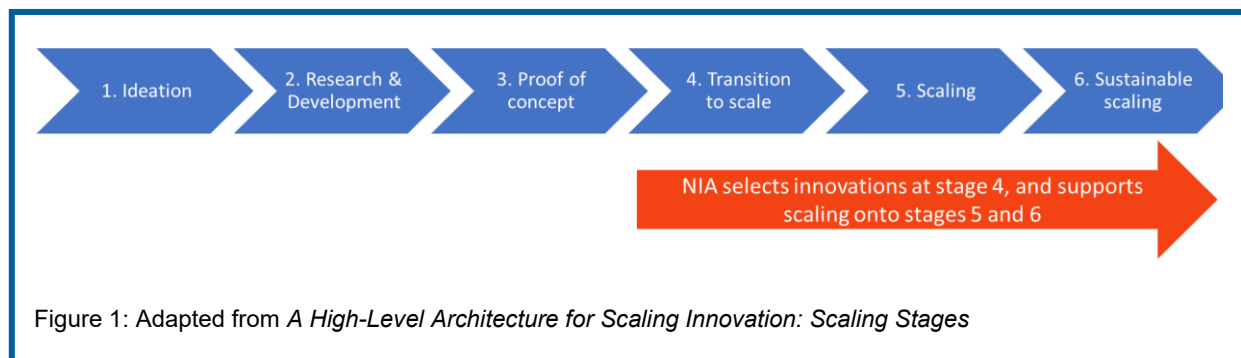 1. Ideation
2. Research &
Development
3. Proof of
concept
4. Transition
to scale
5. Scaling
6. Sustainable
scaling
NIA selects innovations at stage 4, and supports
scaling onto stages 5 and 6
Figure 1: Adapted from A High-Level Architecture for Scaling Innovation: Scaling Stages